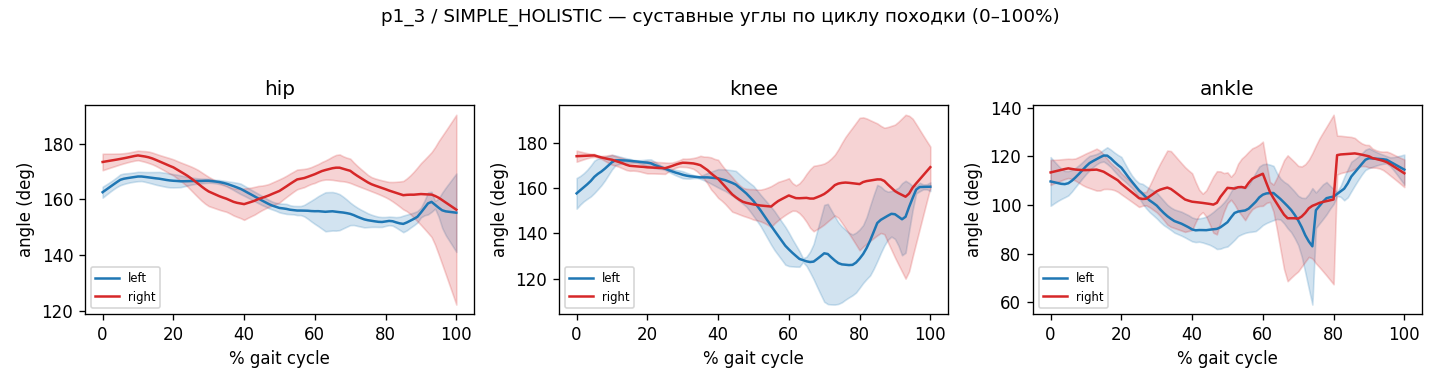 p1_3 / SIMPLE_HOLISTIC — суставные углы по циклу походки (0–100%)
hip
angle (deg)
180
160
140
120
left
right
0 20 40 60 80 100
% gait cycle
knee
angle (deg)
180
160
140
120
left
right
0 20 40 60 80 100
% gait cycle
ankle
angle (deg)
140
120
100
80
60
left
right
0 20 40 60 80 100
% gait cycle